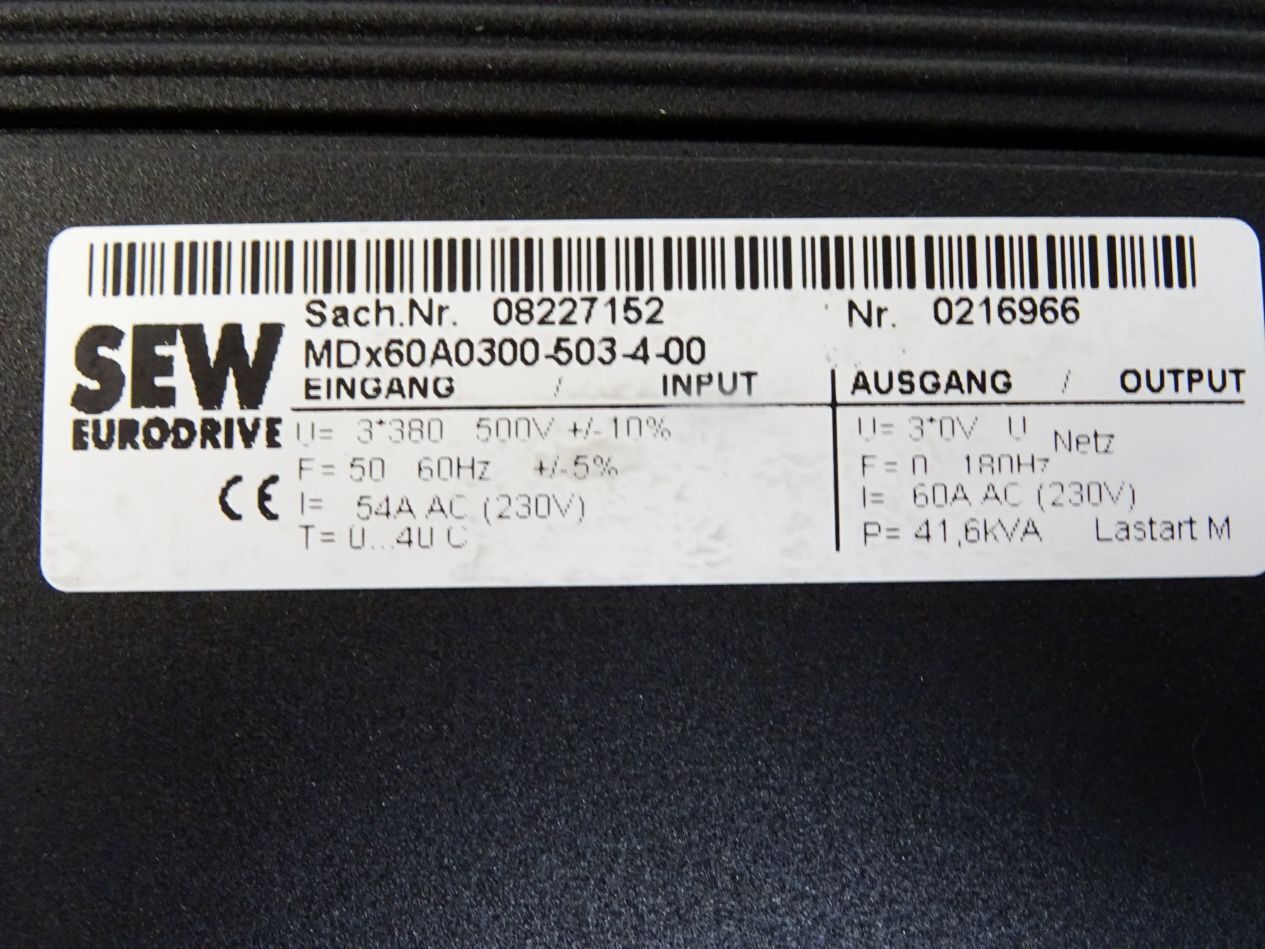 Sach.Nr. 08227152 Nr. 0216966
SEW
EURODRIVE
MDx60A0300-503-4-00
EINGANG / INPUT
U= 3*380 500V +/-10%
F= 50 60Hz +/-5%
I= 54A AC (230V)
T= 0...40 C
AUSGANG / OUTPUT
U= 3*0V U Netz
F= 0 180Hz
I= 60A AC (230V)
P= 41,6kVA Lastart M
CE